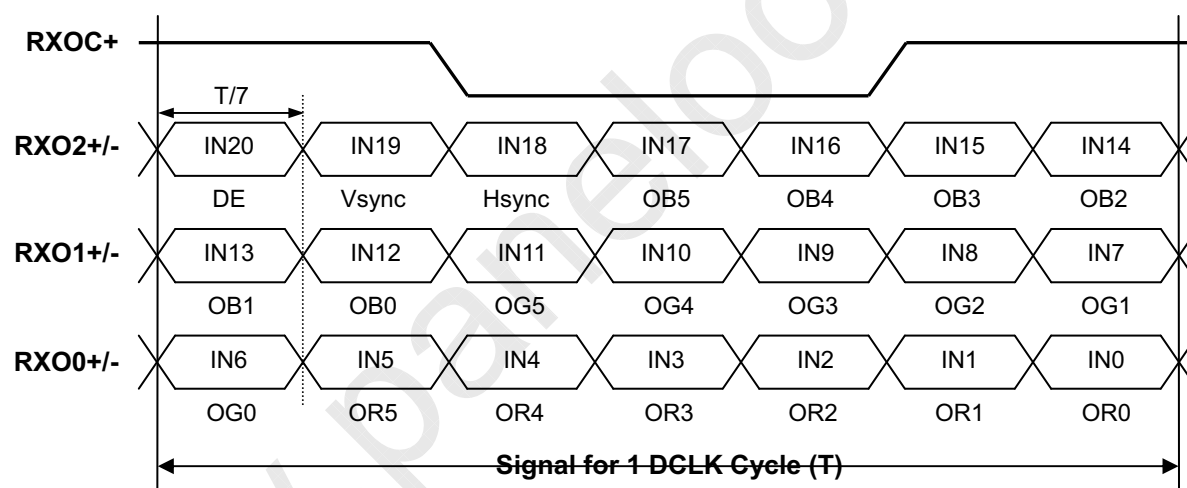 RXOC+
T/7
RXO2+/- IN20 IN19 IN18 IN17 IN16 IN15 IN14
DE Vsync Hsync OB5 OB4 OB3 OB2
RXO1+/- IN13 IN12 IN11 IN10 IN9 IN8 IN7
OB1 OB0 OG5 OG4 OG3 OG2 OG1
RXO0+/- IN6 IN5 IN4 IN3 IN2 IN1 IN0
OG0 OR5 OR4 OR3 OR2 OR1 OR0
Signal for 1 DCLK Cycle (T)
paneloo